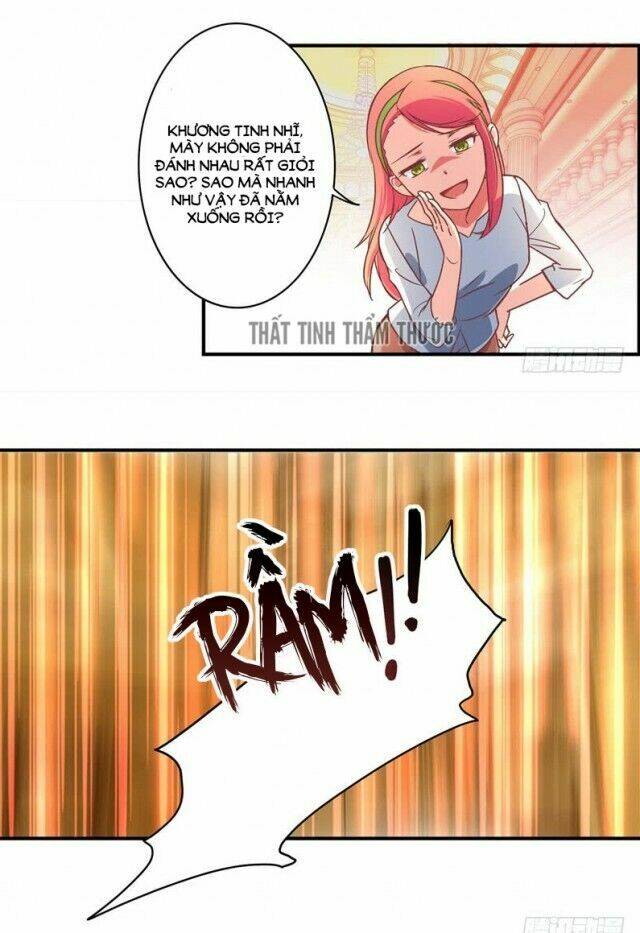 KHƯƠNG TINH NHĨ,
MÀY KHÔNG PHẢI
ĐÁNH NHAU RẤT GIỎI
SAO? SAO MÀ NHANH
NHƯ VẬY ĐÃ NẰM
XUỐNG RỒI?
THẤT TINH THẨM THƯỚC
RẦM!!